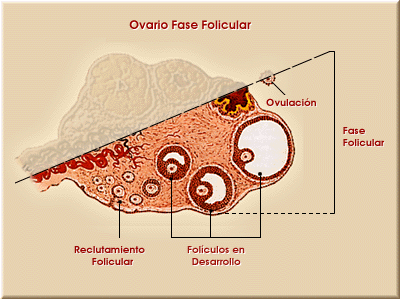 Ovario Fase Folicular
Ovulación
Fase
Folicular
Reclutamiento
Folicular
Folículos en
Desarrollo